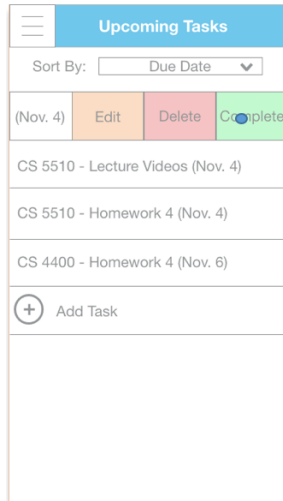 Upcoming Tasks
Sort By: Due Date
(Nov. 4) Edit Delete Complete
CS 5510 - Lecture Videos (Nov. 4)
CS 5510 - Homework 4 (Nov. 4)
CS 4400 - Homework 4 (Nov. 6)
Add Task